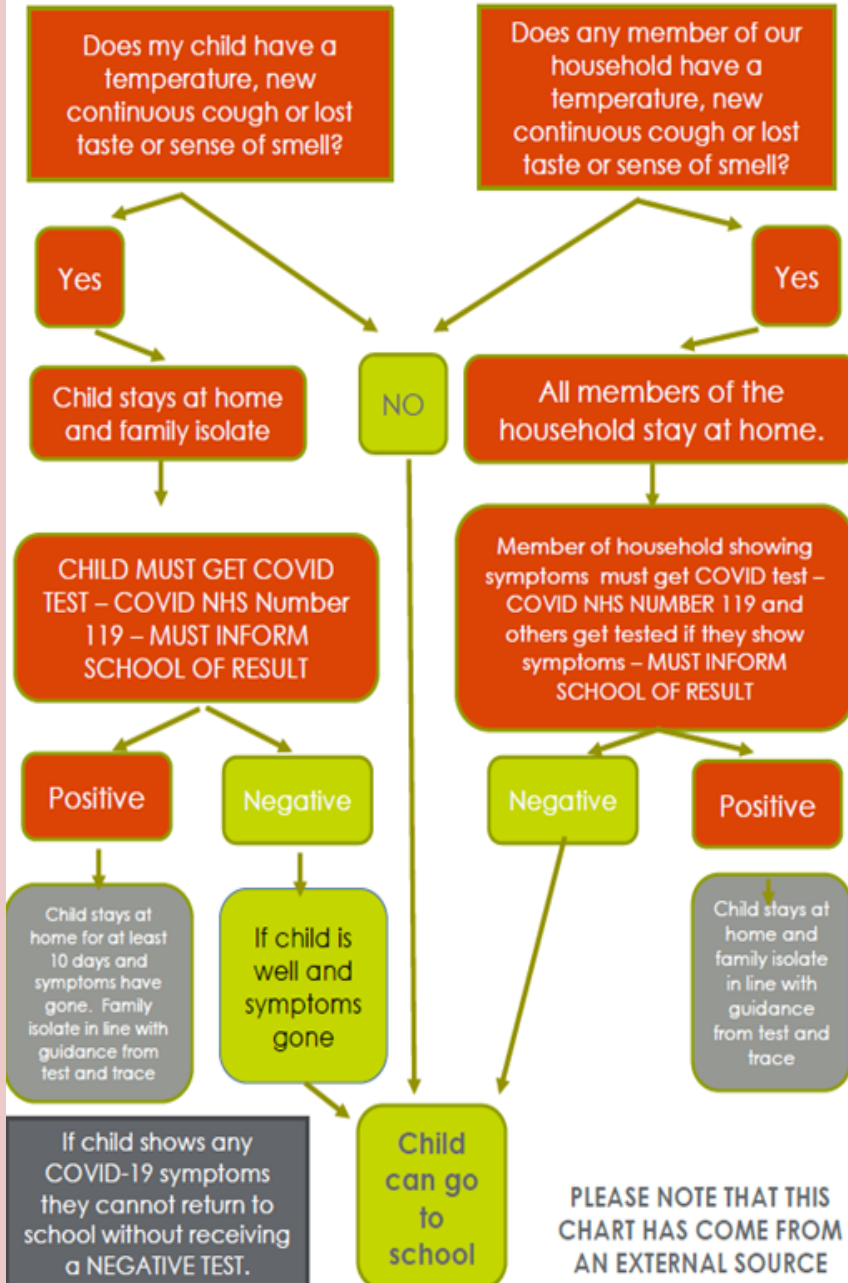 Does my child have a
temperature, new
continuous cough or lost
taste or sense of smell?
Does any member of our
household have a
temperature, new
continuous cough or lost
taste or sense of smell?
Yes
Yes
NO
Child stays at home
and family isolate
All members of the
household stay at home.
CHILD MUST GET COVID
TEST – COVID NHS Number
119 – MUST INFORM
SCHOOL OF RESULT
Member of household showing
symptoms must get COVID test –
COVID NHS NUMBER 119 and
others get tested if they show
symptoms – MUST INFORM
SCHOOL OF RESULT
Positive
Negative
Negative
Positive
Child stays at
home for at least
10 days and
symptoms have
gone. Family
isolate in line with
guidance from
test and trace
If child is
well and
symptoms
gone
Child stays at
home and
family isolate
in line with
guidance
from test and
trace
If child shows any
COVID-19 symptoms
they cannot return to
school without receiving
a NEGATIVE TEST.
Child
can go
to
school
PLEASE NOTE THAT THIS
CHART HAS COME FROM
AN EXTERNAL SOURCE